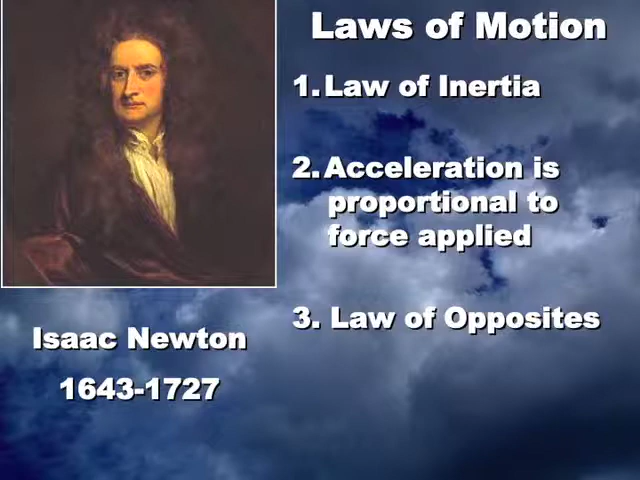 Laws of Motion
1. Law of Inertia
2. Acceleration is
proportional to
force applied
3. Law of Opposites
Isaac Newton
1643-1727